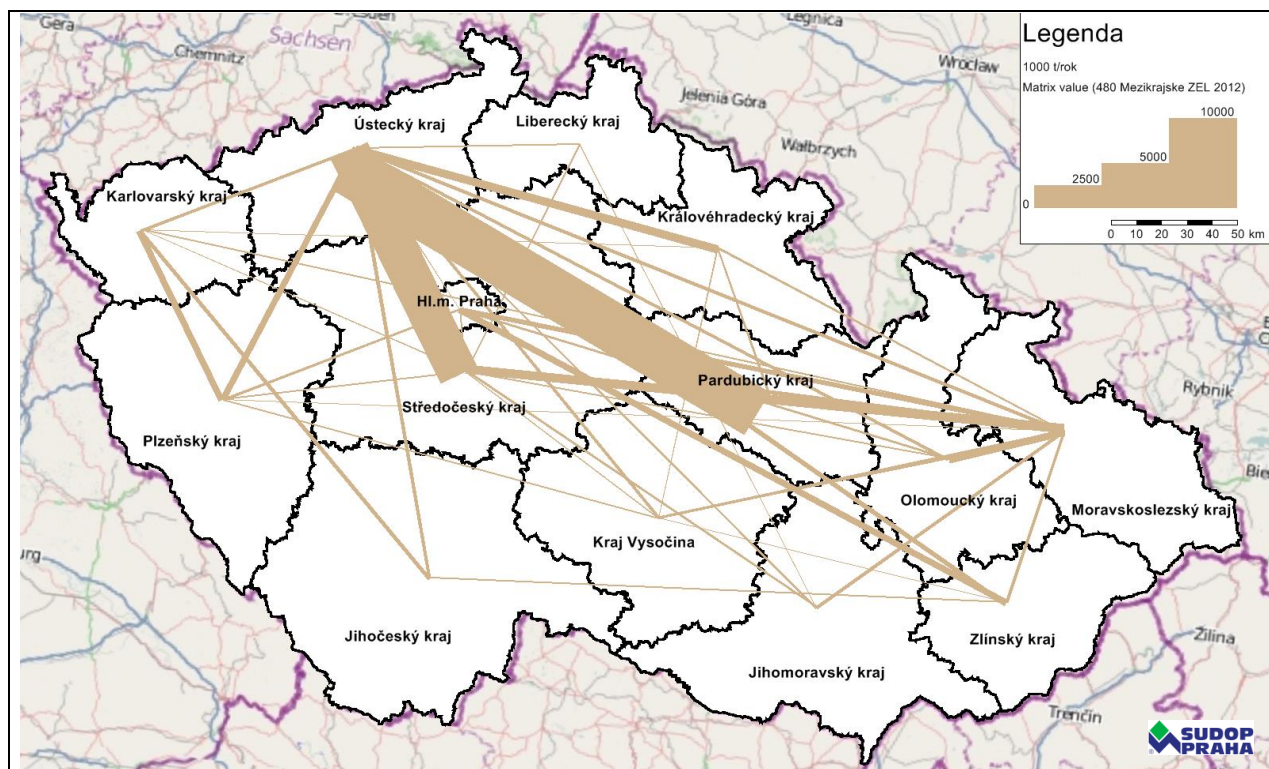 Legenda
1000 t/rok
Matrix value (480 Mezikrajske ZEL 2012)
10000
5000
2500
0
0 10 20 30 40 50 km
Gera
Chemnitz
Sachsen
Legnica
Wrocław
Jelenia Góra
Wałbrzych
Ústecký kraj
Liberecký kraj
Karlovarský kraj
Královéhradecký kraj
Hl.m. Praha
Pardubický kraj
Rybnik
Středočeský kraj
Plzeňský kraj
Olomoucký kraj
Moravskoslezský kraj
Kraj Vysočina
Jihočeský kraj
Zlínský kraj
Žilina
Jihomoravský kraj
Trenčín
SUDOP
PRAHA